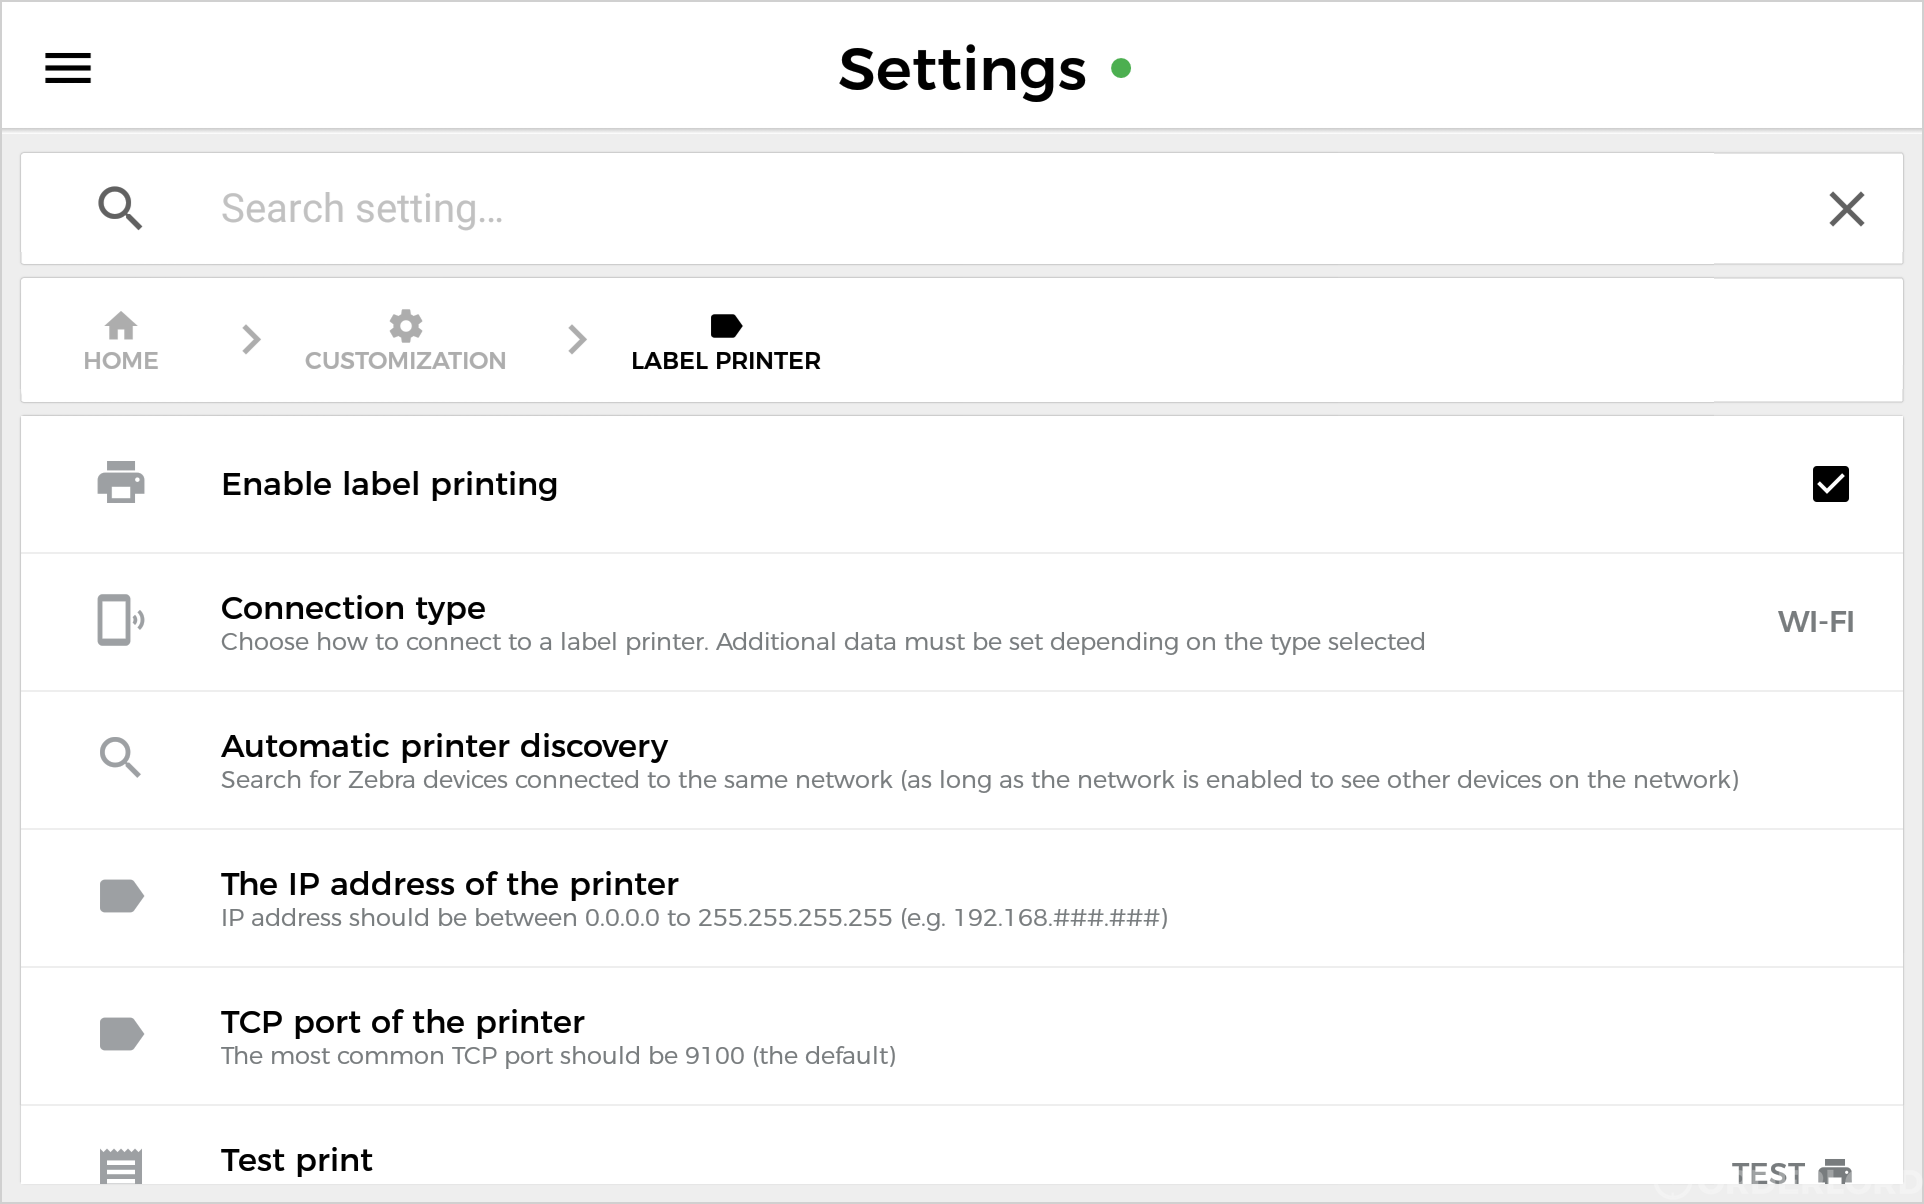 Settings
Search setting...
HOME
CUSTOMIZATION
LABEL PRINTER
Enable label printing
Connection type
Choose how to connect to a label printer. Additional data must be set depending on the type selected
WI-FI
Automatic printer discovery
Search for Zebra devices connected to the same network (as long as the network is enabled to see other devices on the network)
The IP address of the printer
IP address should be between 0.0.0.0 to 255.255.255.255 (e.g. 192.168.###.###)
TCP port of the printer
The most common TCP port should be 9100 (the default)
Test print
TEST